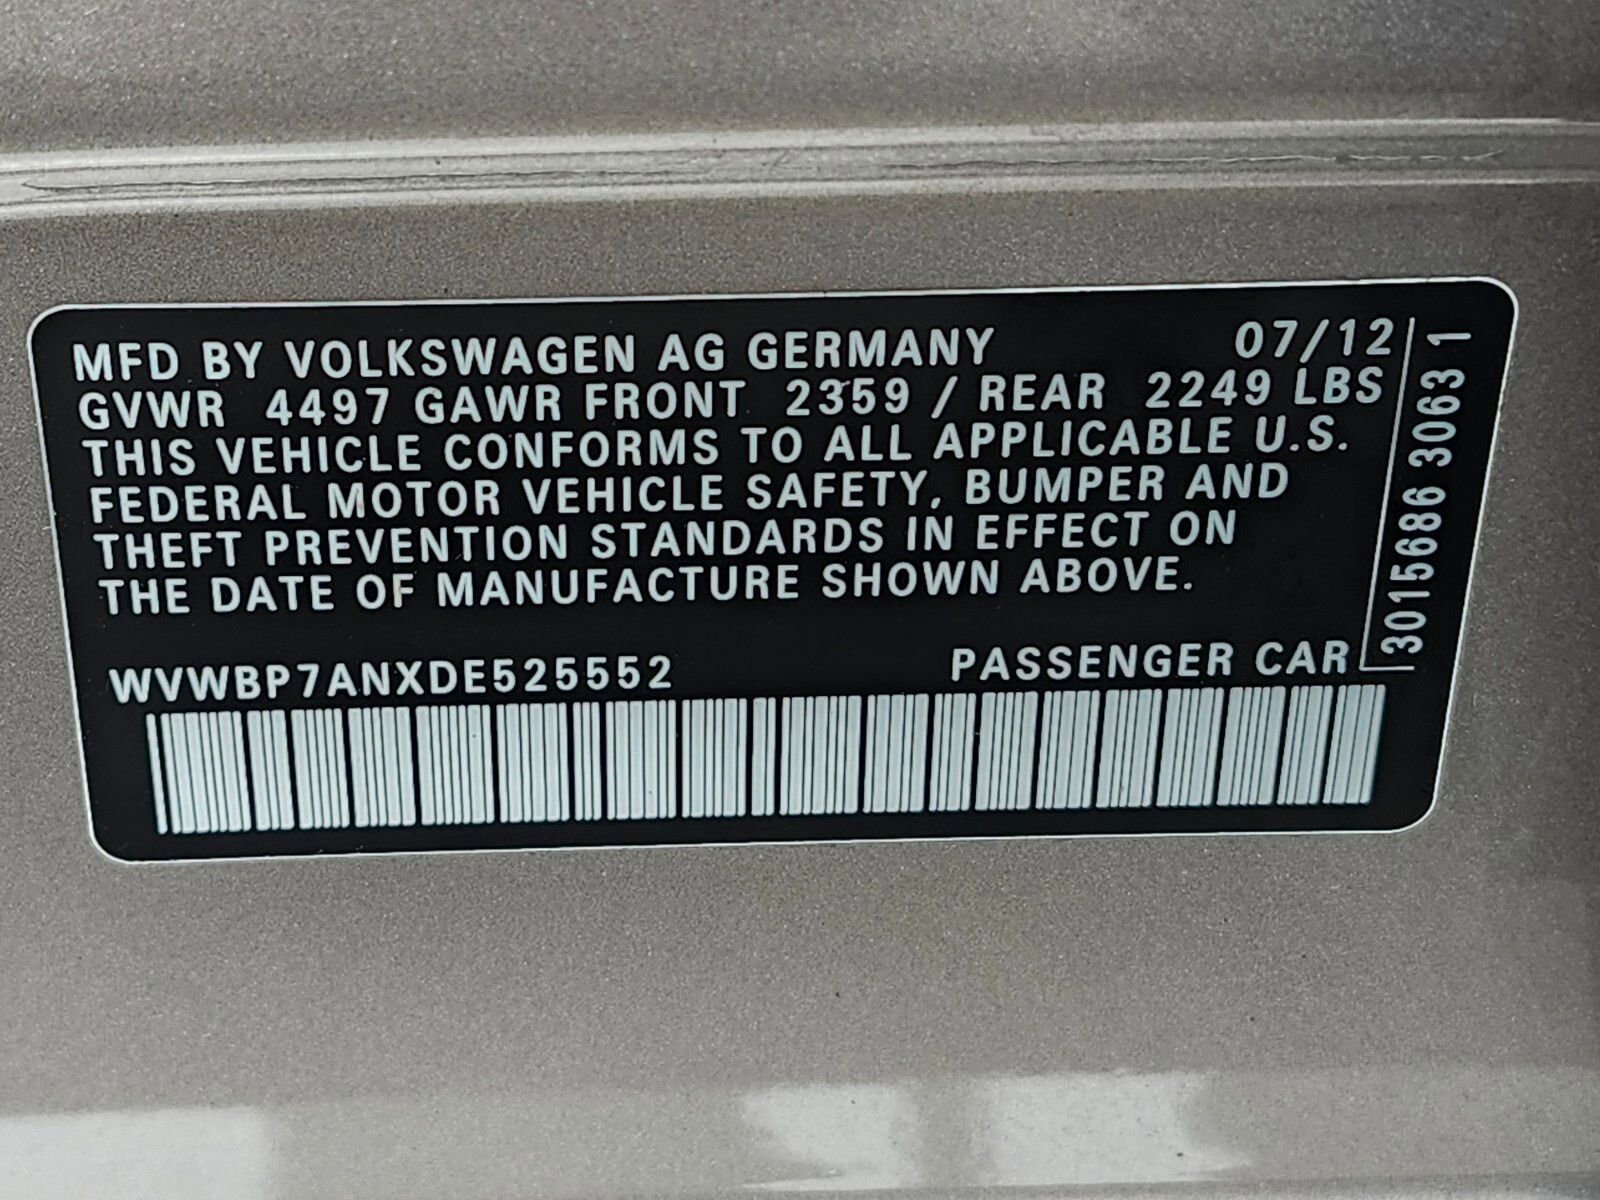 MFD BY VOLKSWAGEN AG GERMANY 07/12
GVWR 4497 GAWR FRONT 2359 / REAR 2249 LBS
THIS VEHICLE CONFORMS TO ALL APPLICABLE U.S.
FEDERAL MOTOR VEHICLE SAFETY, BUMPER AND
THEFT PREVENTION STANDARDS IN EFFECT ON
THE DATE OF MANUFACTURE SHOWN ABOVE.
WVWBP7ANXDE525552 PASSENGER CAR
3015686 3063 1